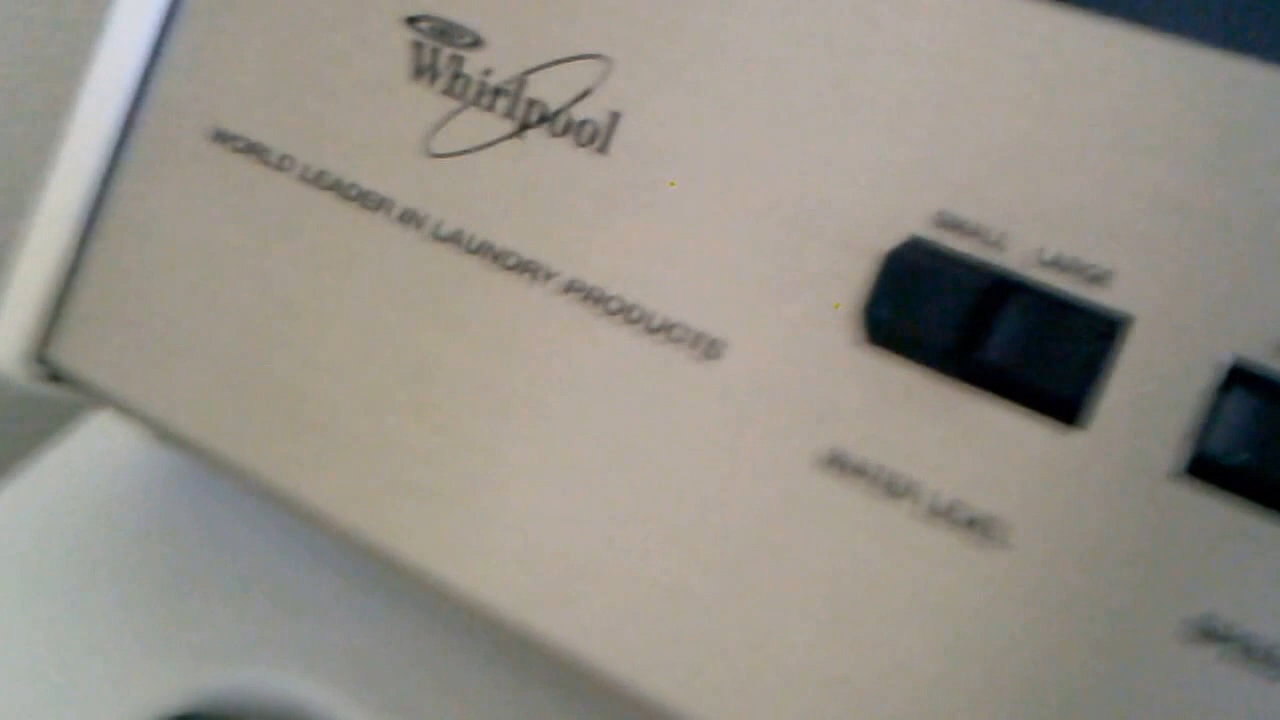 Whirlpool
WORLD LEADER IN LAUNDRY PRODUCTS
SMALL LARGE
WATER LEVEL